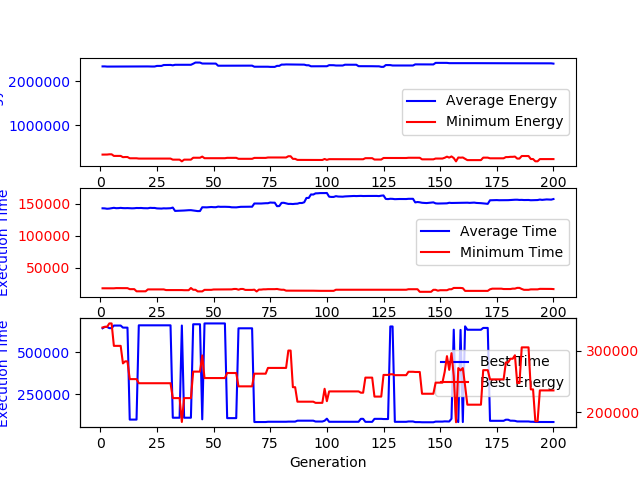 2000000
1000000
Average Energy
Minimum Energy
0 25 50 75 100 125 150 175 200
Execution Time
150000
100000
50000
Average Time
Minimum Time
0 25 50 75 100 125 150 175 200
Execution Time
500000
250000
Best Time
Best Energy
300000
200000
0 25 50 75 100 125 150 175 200
Generation